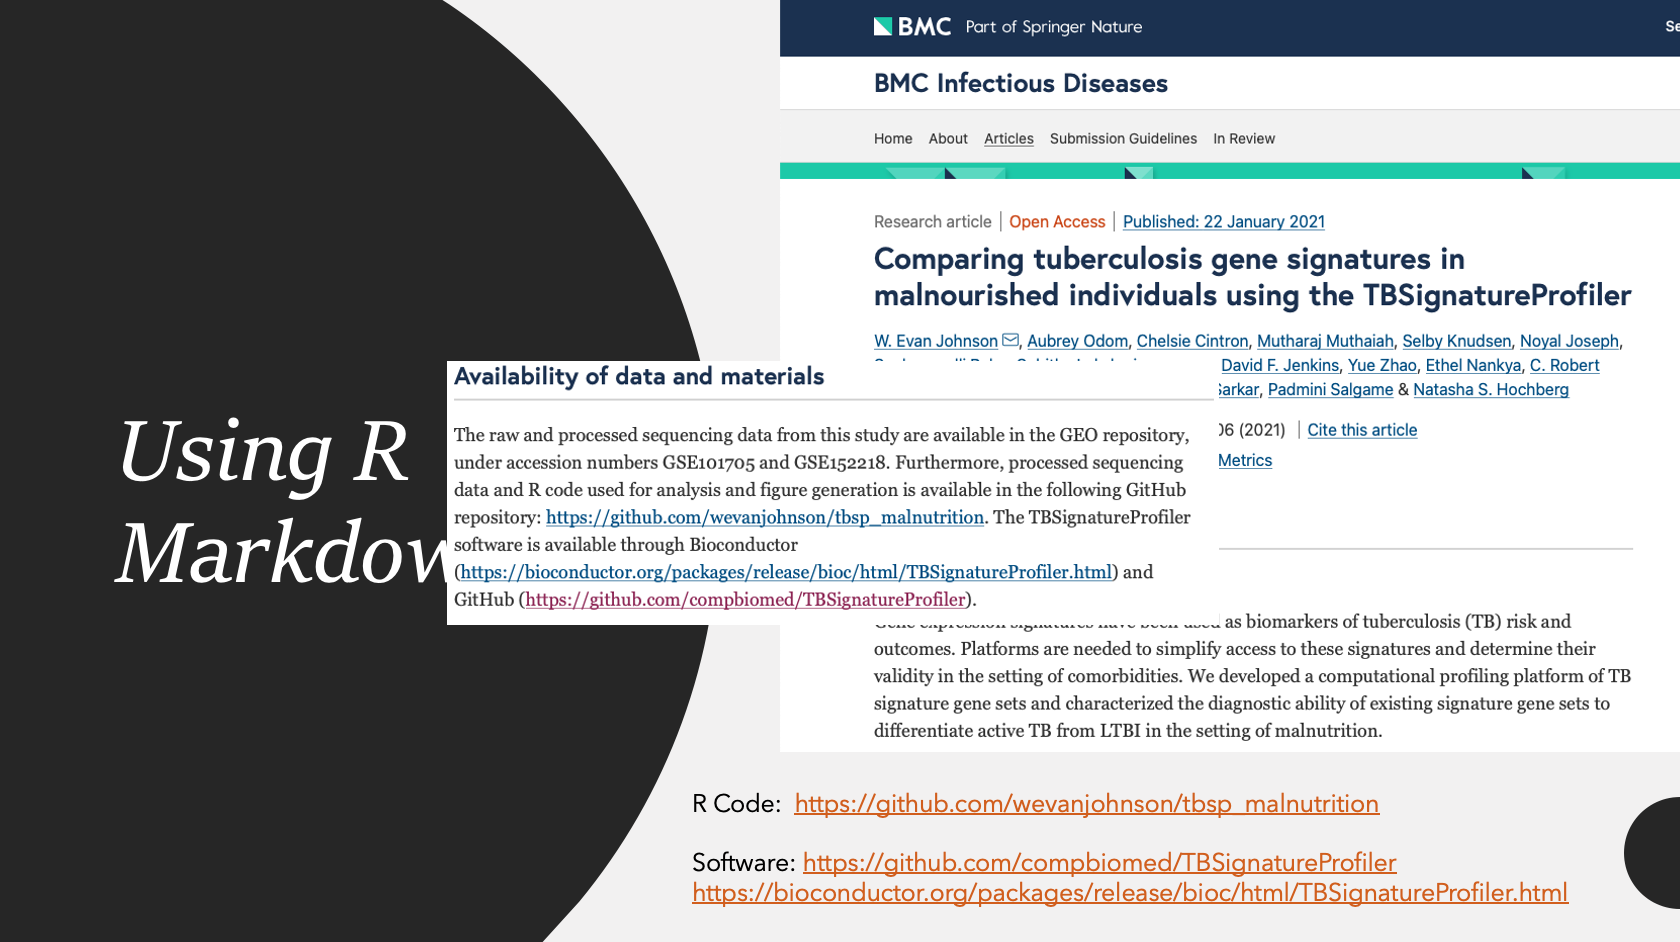 Using R
Markdow
BMC Part of Springer Nature
Se
BMC Infectious Diseases
Home About Articles Submission Guidelines In Review
Research article | Open Access | Published: 22 January 2021
Comparing tuberculosis gene signatures in
malnourished individuals using the TBSignatureProfiler
W. Evan Johnson, Aubrey Odom, Chelsie Cintron, Mutharaj Muthaiah, Selby Knudsen, Noyal Joseph,
David F. Jenkins, Yue Zhao, Ethel Nankya, C. Robert
Sarkar, Padmini Salgame & Natasha S. Hochberg
06 (2021) | Cite this article
Metrics
Availability of data and materials
The raw and processed sequencing data from this study are available in the GEO repository,
under accession numbers GSE101705 and GSE152218. Furthermore, processed sequencing
data and R code used for analysis and figure generation is available in the following GitHub
repository: https://github.com/wevanjohnson/tbsp_malnutrition. The TBSignatureProfiler
software is available through Bioconductor
(https://bioconductor.org/packages/release/bioc/html/TBSignatureProfiler.html) and
GitHub (https://github.com/compbiomed/TBSignatureProfiler).
Gene expression signatures have been used as biomarkers of tuberculosis (TB) risk and
outcomes. Platforms are needed to simplify access to these signatures and determine their
validity in the setting of comorbidities. We developed a computational profiling platform of TB
signature gene sets and characterized the diagnostic ability of existing signature gene sets to
differentiate active TB from LTBI in the setting of malnutrition.
R Code: https://github.com/wevanjohnson/tbsp_malnutrition
Software: https://github.com/compbiomed/TBSignatureProfiler
https://bioconductor.org/packages/release/bioc/html/TBSignatureProfiler.html